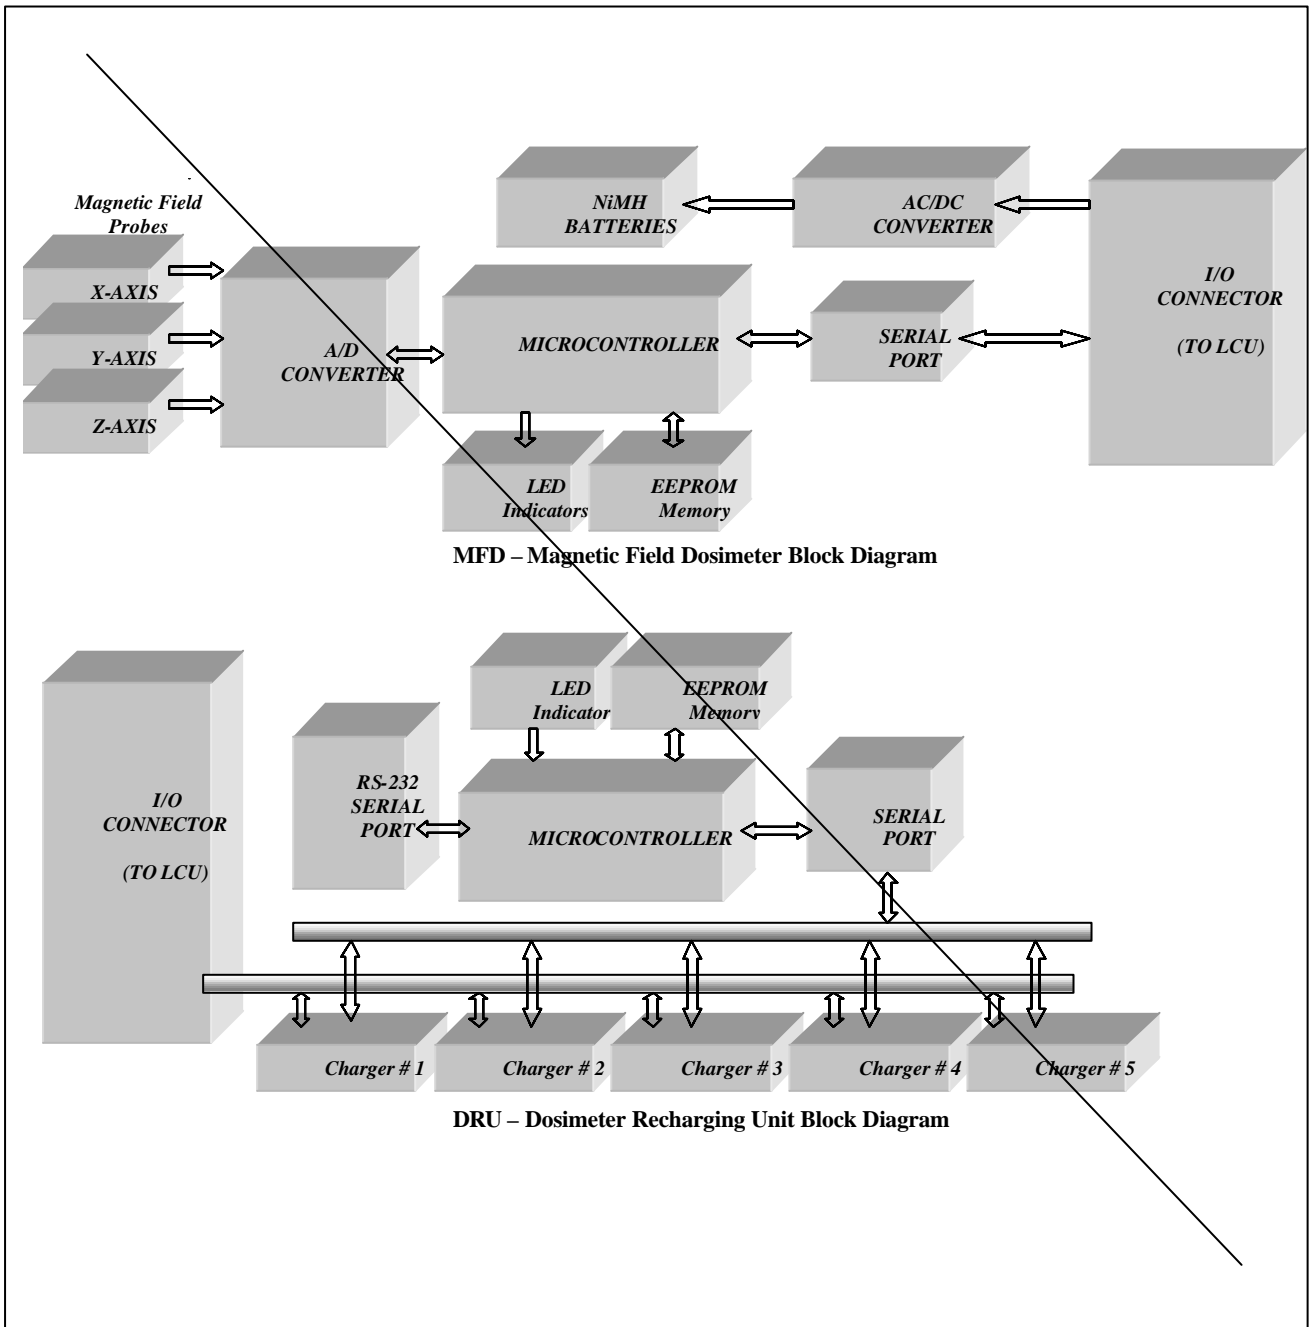 Magnetic Field
Probes
X-AXIS
Y-AXIS
Z-AXIS
A/D
CONVERTER
NiMH
BATTERIES
AC/DC
CONVERTER
MICROCONTROLLER
SERIAL
PORT
I/O
CONNECTOR
(TO LCU)
LED
Indicators
EEPROM
Memory
MFD – Magnetic Field Dosimeter Block Diagram
I/O
CONNECTOR
(TO LCU)
RS-232
SERIAL
PORT
LED
Indicator
EEPROM
Memory
MICROCONTROLLER
SERIAL
PORT
Charger # 1
Charger # 2
Charger # 3
Charger # 4
Charger # 5
DRU – Dosimeter Recharging Unit Block Diagram